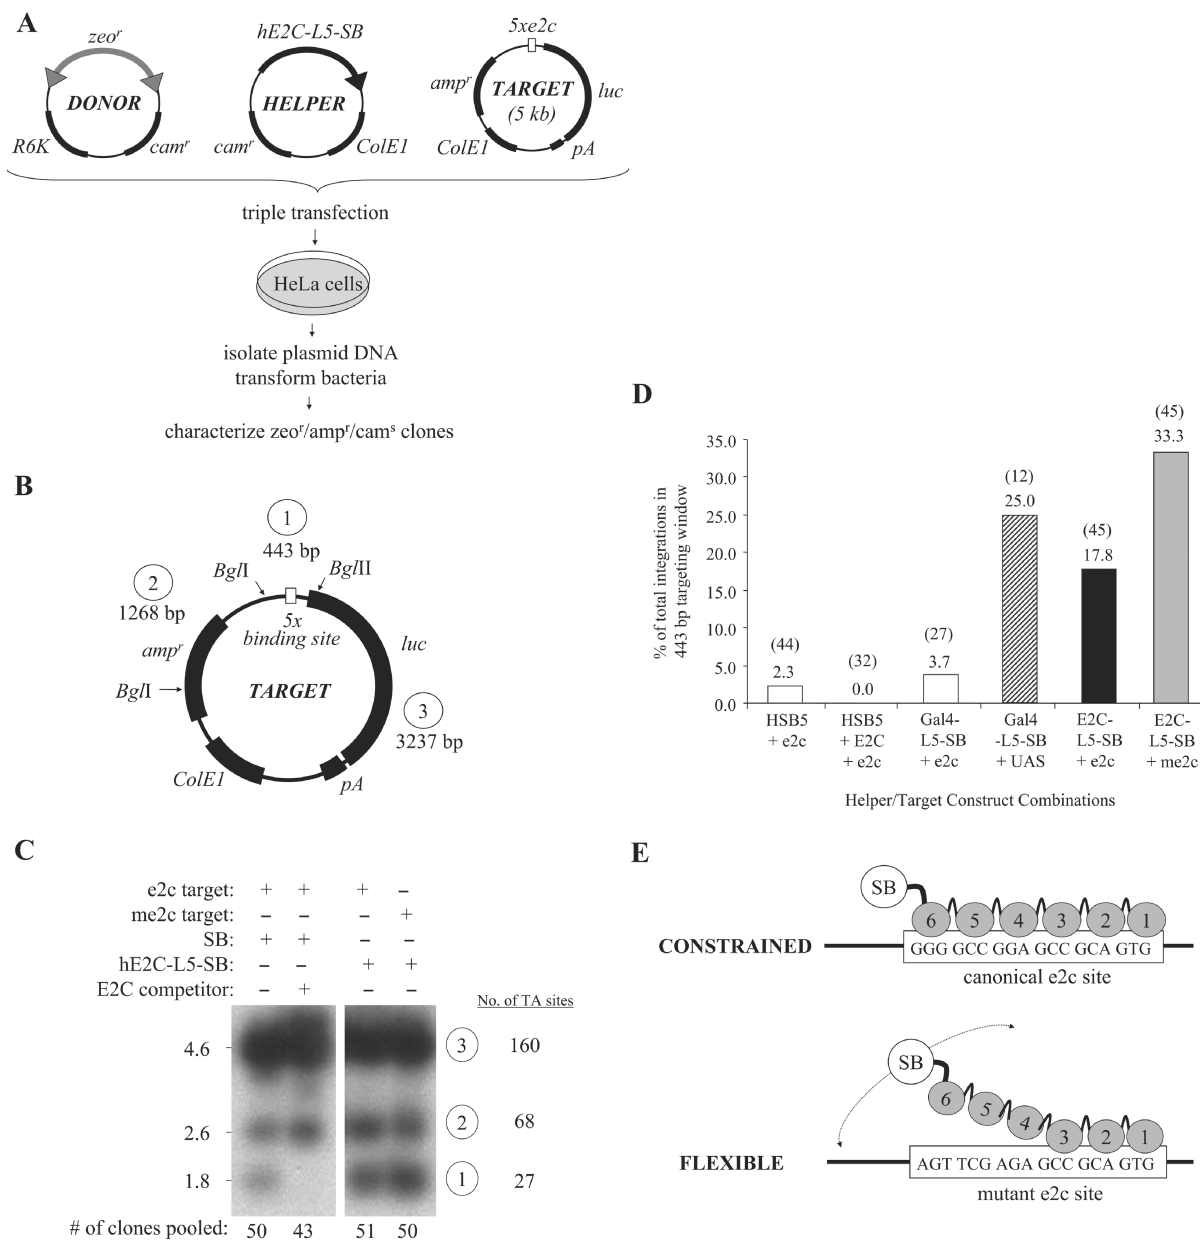 A
zeoʳ
DONOR
R6K
camʳ
hE2C-L5-SB
HELPER
camʳ
ColE1
5xe2c
ampʳ
TARGET
(5 kb)
luc
ColE1
pA
triple transfection
HeLa cells
isolate plasmid DNA
transform bacteria
characterize zeoʳ/ampʳ/camˢ clones
B
1
443 bp
BglI
BglII
2
1268 bp
5x
binding site
ampʳ
luc
BglI
TARGET
3
3237 bp
ColE1
pA
C
e2c target: + + + –
me2c target: – – – +
SB: + + – –
hE2C-L5-SB: – – + +
E2C competitor: – + – –
No. of TA sites
4.6
3
160
2.6
2
68
1.8
1
27
# of clones pooled: 50 43 51 50
D
% of total integrations in
443 bp targeting window
35.0
30.0
25.0
20.0
15.0
10.0
5.0
0.0
(44)
2.3
(32)
0.0
(27)
3.7
(12)
25.0
(45)
17.8
(45)
33.3
HSB5
+ e2c
HSB5
+ E2C
+ e2c
Gal4-
L5-SB
+ e2c
Gal4
-L5-SB
+ UAS
E2C-
L5-SB
+ e2c
E2C-
L5-SB
+ me2c
Helper/Target Construct Combinations
E
SB
6 5 4 3 2 1
CONSTRAINED
GGG GCC GGA GCC GCA GTG
canonical e2c site
SB
6 5 4 3 2 1
FLEXIBLE
AGT TCG AGA GCC GCA GTG
mutant e2c site